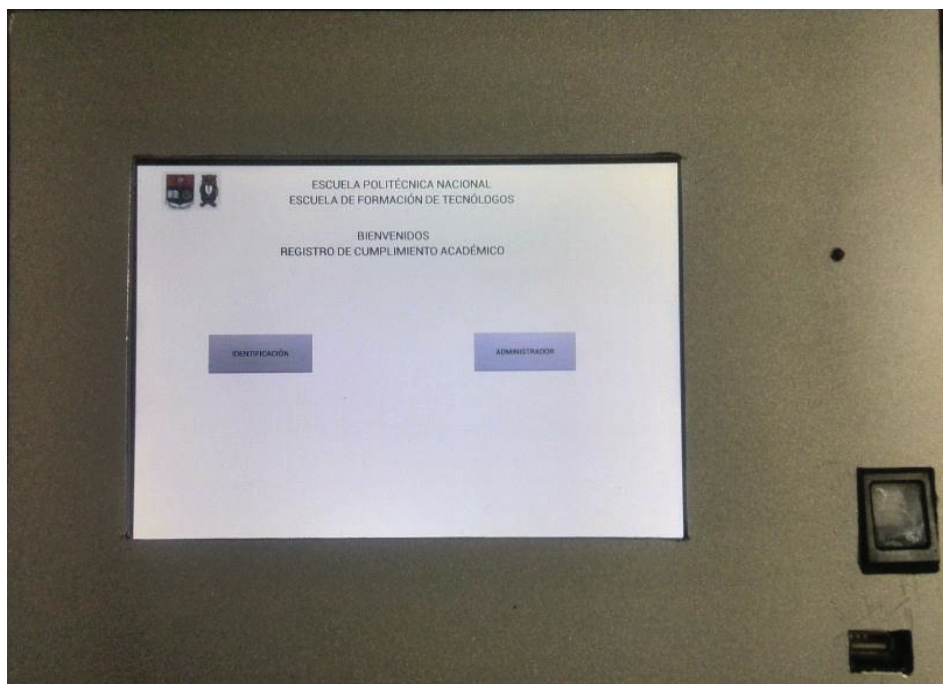 ESCUELA POLITÉCNICA NACIONAL
ESCUELA DE FORMACIÓN DE TECNÓLOGOS
BIENVENIDOS
REGISTRO DE CUMPLIMIENTO ACADÉMICO
IDENTIFICACIÓN
ADMINISTRADOR